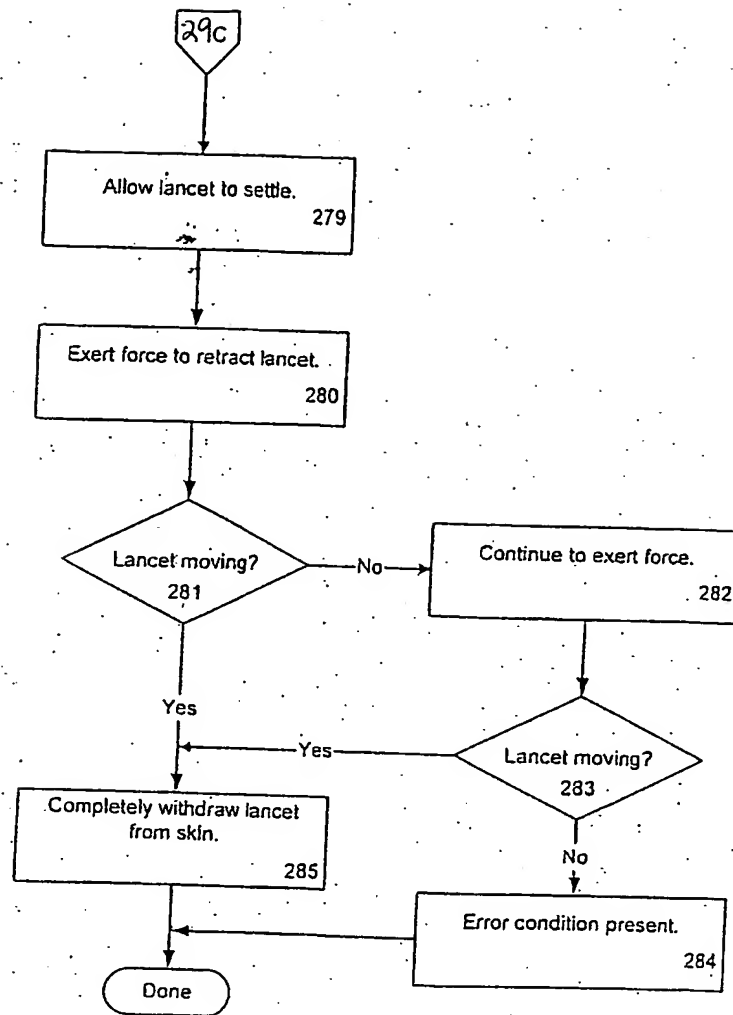 29c
Allow lancet to settle.
279
Exert force to retract lancet.
280
Lancet moving?
281
No
Continue to exert force.
282
Yes
Yes
Lancet moving?
283
Completely withdraw lancet
from skin.
285
No
Error condition present.
284
Done